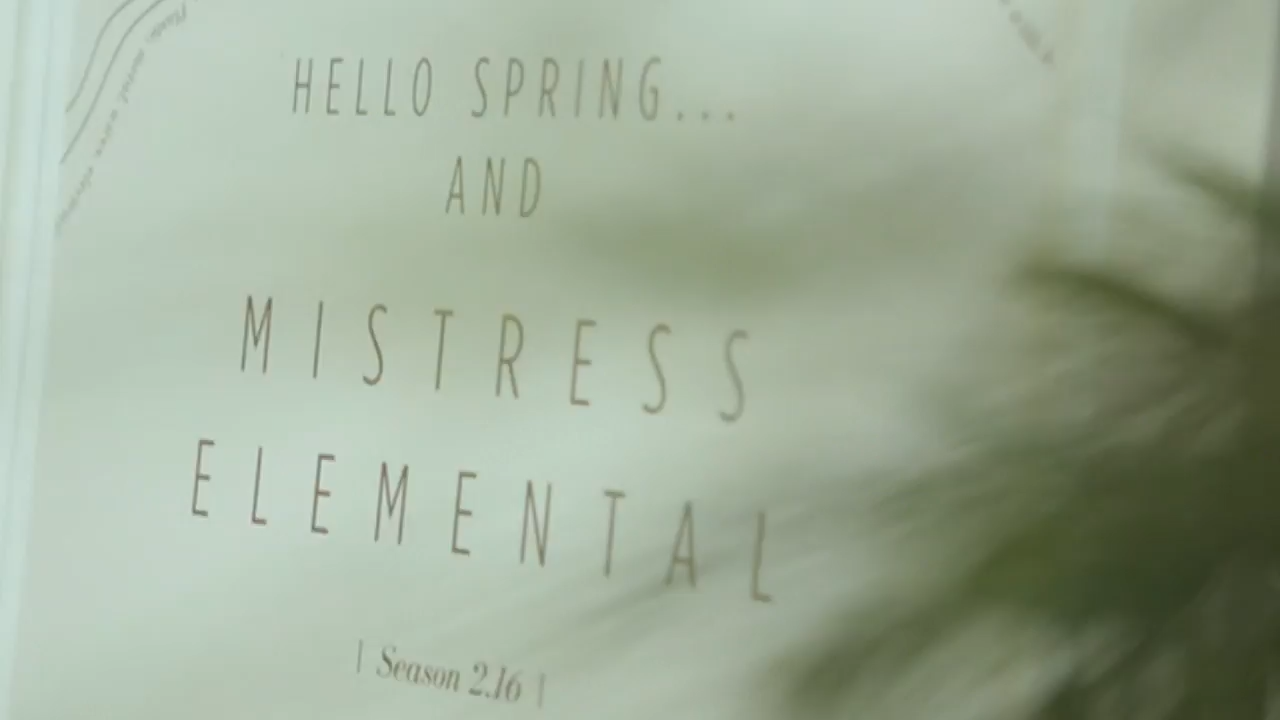 HELLO SPRING...
AND
MISTRESS
ELEMENTAL
| Season 2.16 |